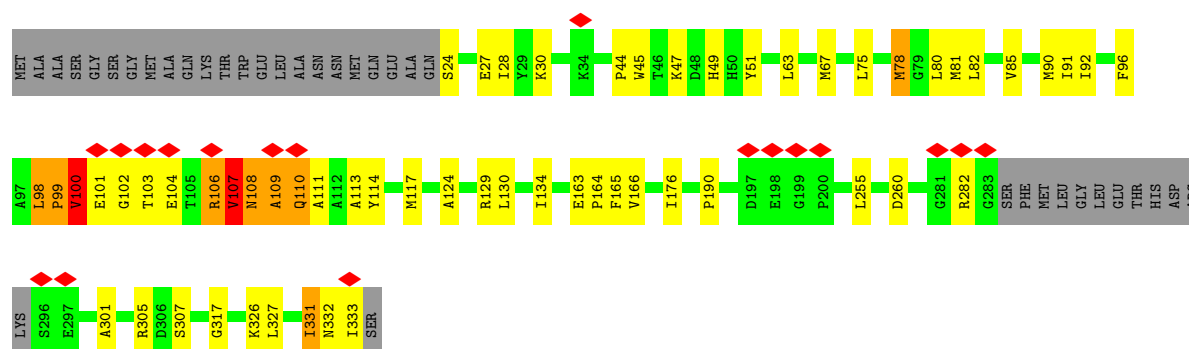 MET ALA ALA SER GLY SER GLY MET ALA GLN LYS THR TRP GLU LEU ALA ASN ASN MET GLN GLU ALA GLN S24 E27 I28 Y29 K30 K34 P44 W45 T46 K47 D48 H49 H50 Y51 L63 M67 L75 M78 G79 L80 M81 L82 V85 M90 I91 I92 F96
A97 L98 P99 V100 E101 G102 T103 E104 T105 R106 V107 N108 A109 Q110 A111 A112 A113 Y114 M117 A124 R129 L130 I134 E163 P164 F165 V166 I176 P190 D197 E198 G199 P200 L255 D260 G281 R282 G283 SER PHE MET LEU GLY LEU GLU THR HIS ASP
LYS S296 E297 A301 R305 D306 S307 G317 K326 L327 I331 N332 I333 SER